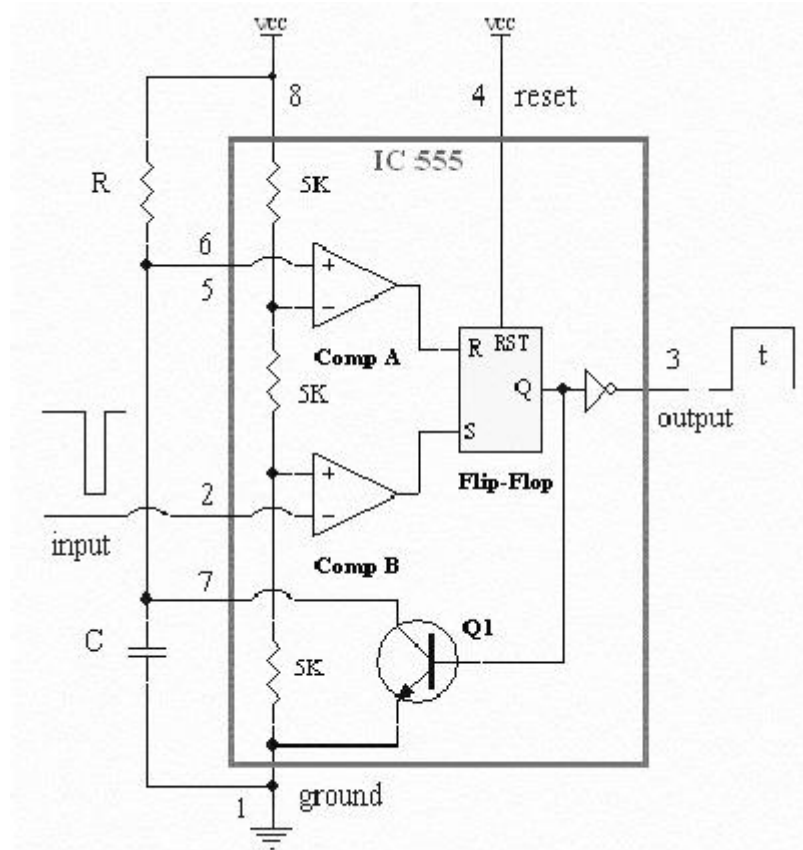 Vcc Vcc
8 4 reset
IC 555
R 5K
6
5
+
−
Comp A
R RST
Q
3 t
5K
output
S
Flip-Flop
+
2 −
input
Comp B
7
Q1
C
5K
1 ground